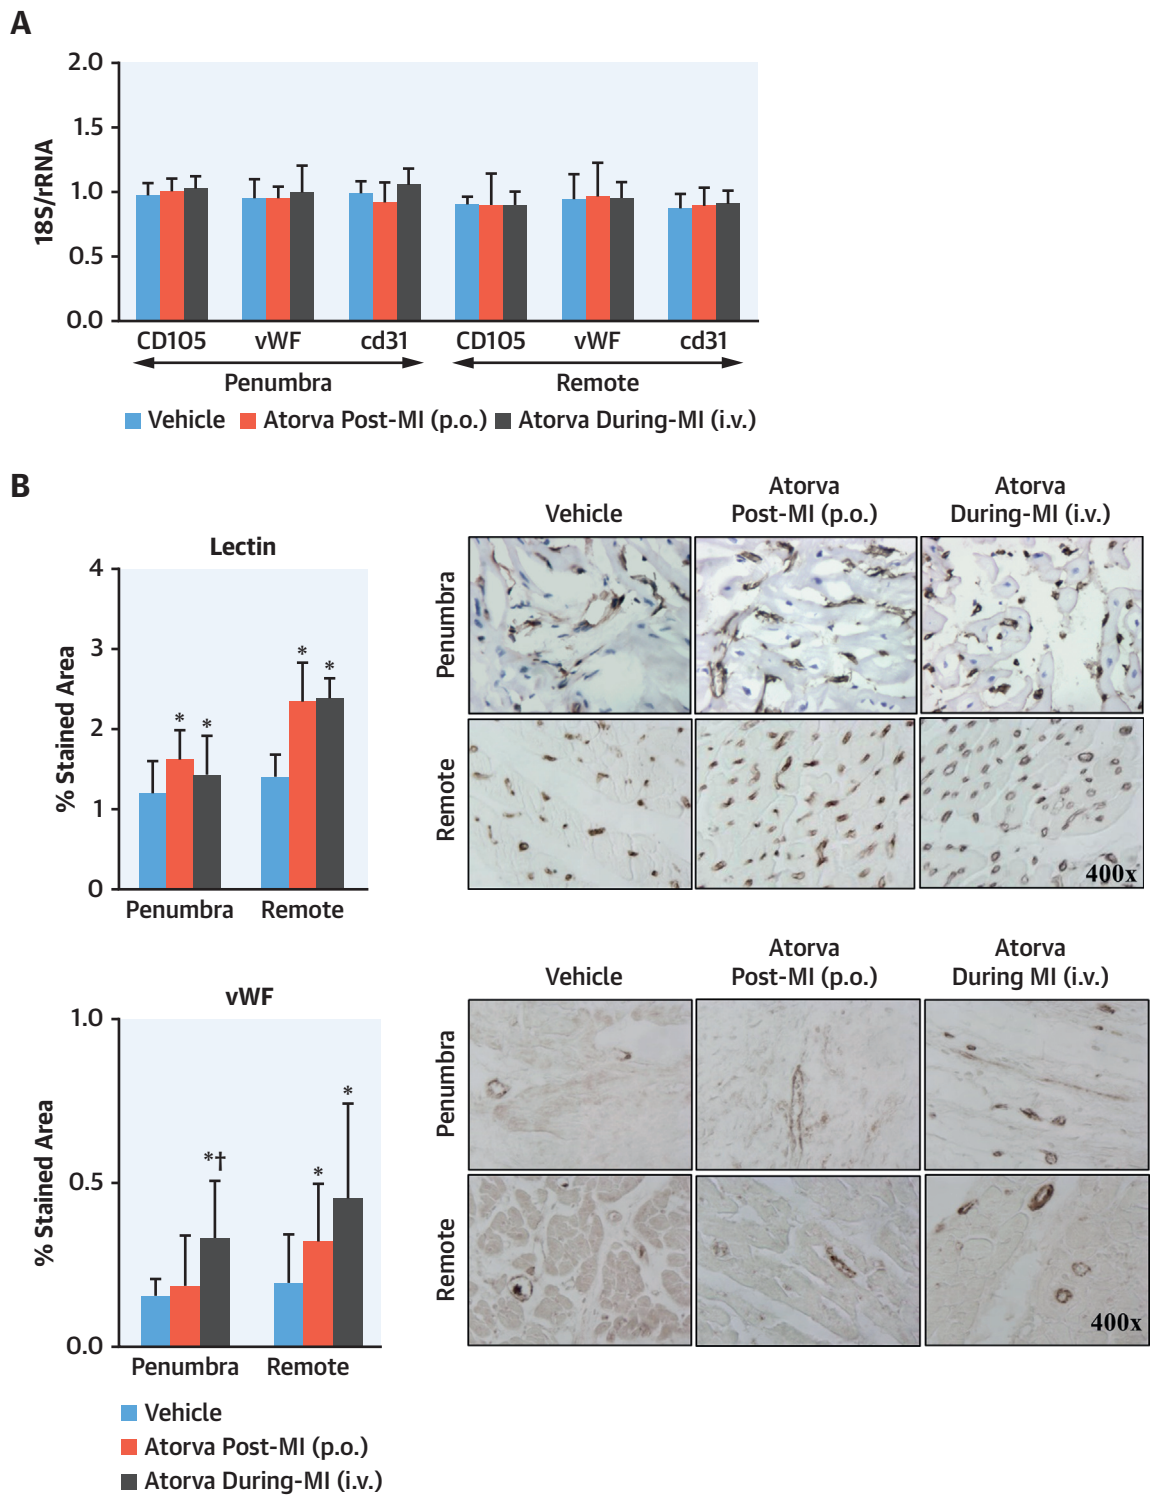 A
2.0
1.5
1.0
0.5
0.0
18S/rRNA
CD105 vWF cd31 CD105 vWF cd31
Penumbra Remote
Vehicle Atorva Post-MI (p.o.) Atorva During-MI (i.v.)
B
Lectin
4
3
2
1
0
% Stained Area
* * * *
Penumbra Remote
Vehicle
Atorva
Post-MI (p.o.)
Atorva
During-MI (i.v.)
Penumbra
Remote
400x
vWF
1.0
0.5
0.0
% Stained Area
*† * *
Penumbra Remote
Vehicle
Atorva
Post-MI (p.o.)
Atorva
During MI (i.v.)
Penumbra
Remote
400x
Vehicle
Atorva Post-MI (p.o.)
Atorva During-MI (i.v.)